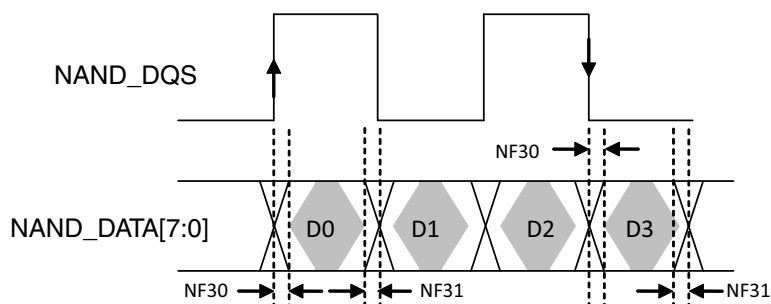 NAND_DQS
NF30
NAND_DATA[7:0]
D0 D1 D2 D3
NF30 NF31 NF31